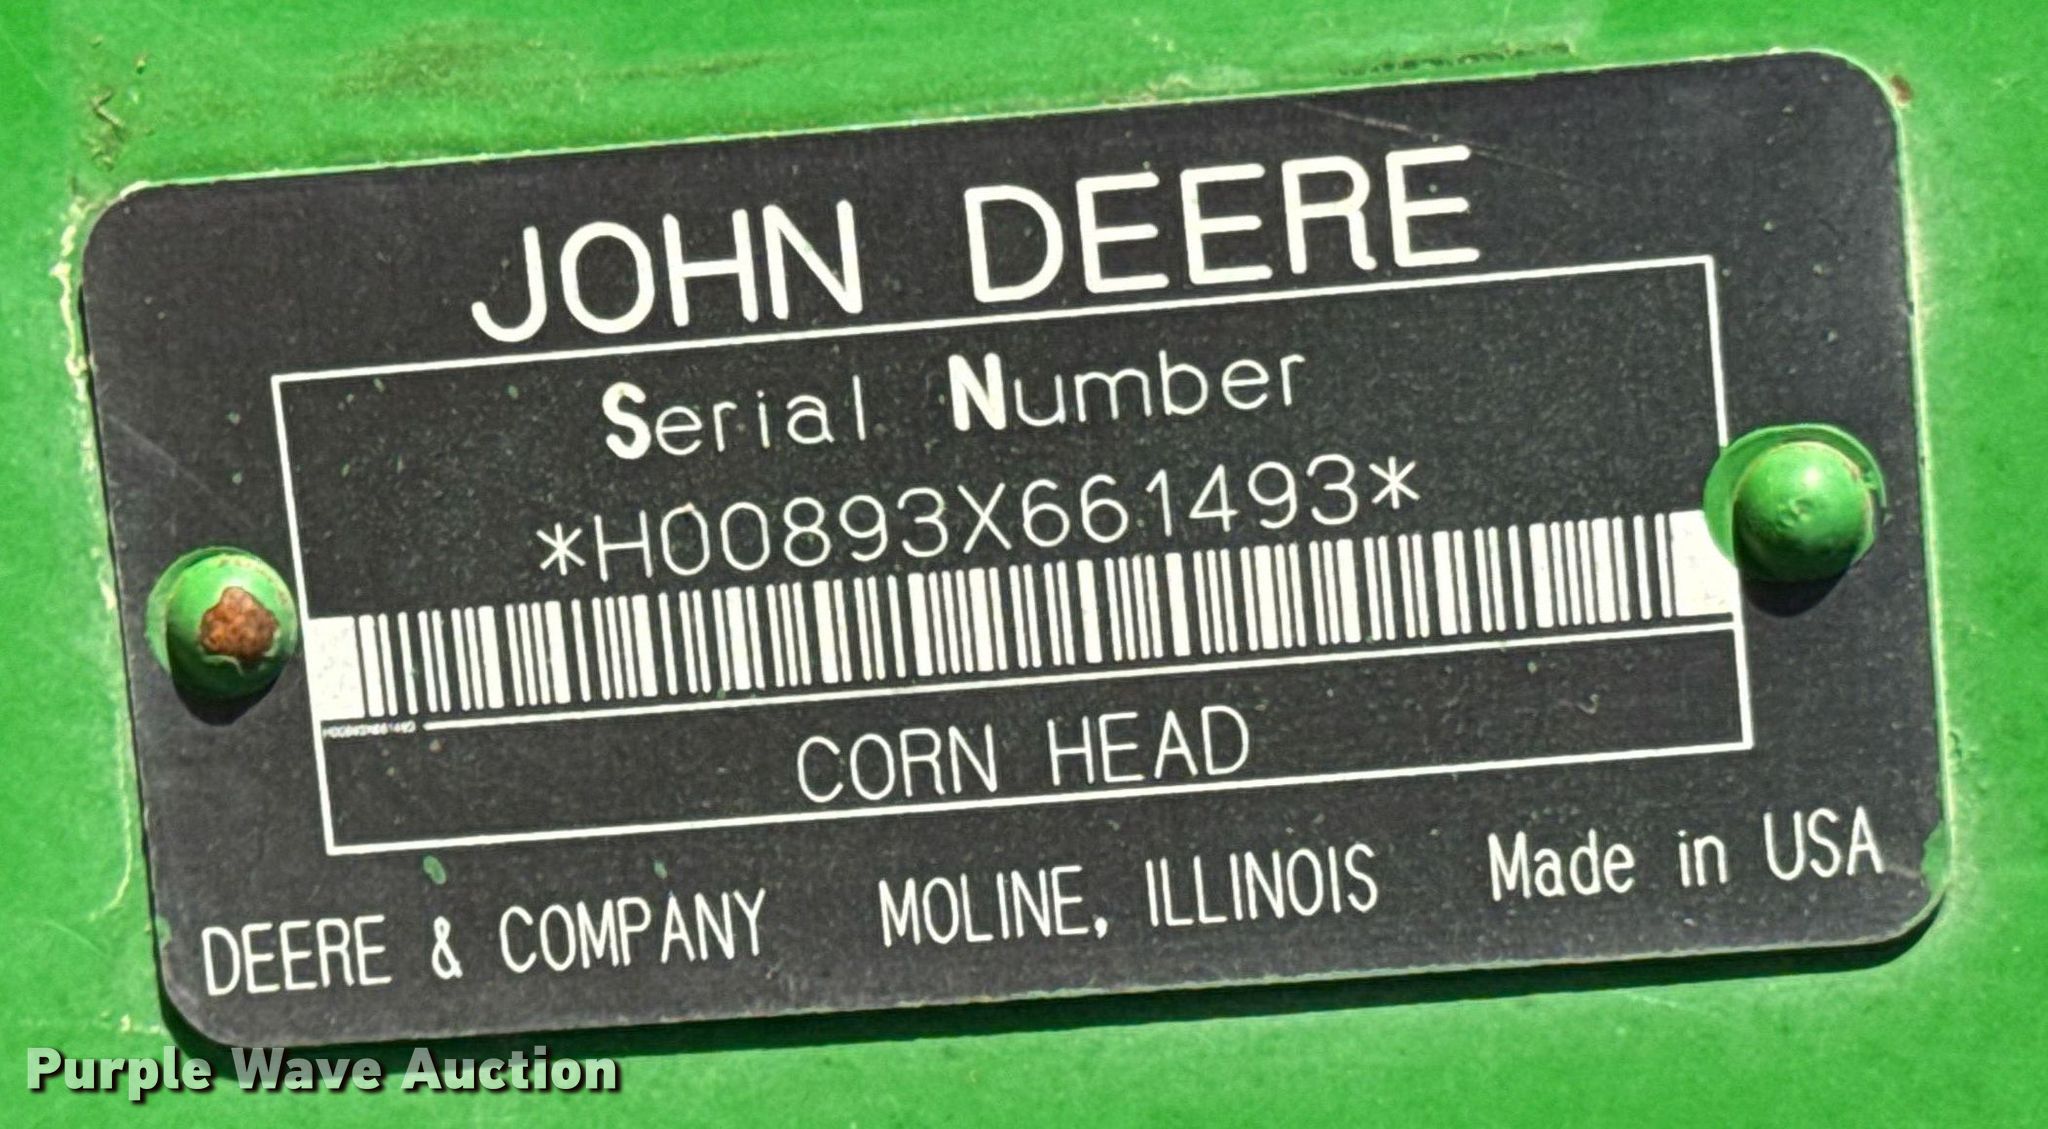 JOHN DEERE
Serial Number
*H00893X661493*
CORN HEAD
DEERE & COMPANY MOLINE, ILLINOIS Made in USA
Purple Wave Auction